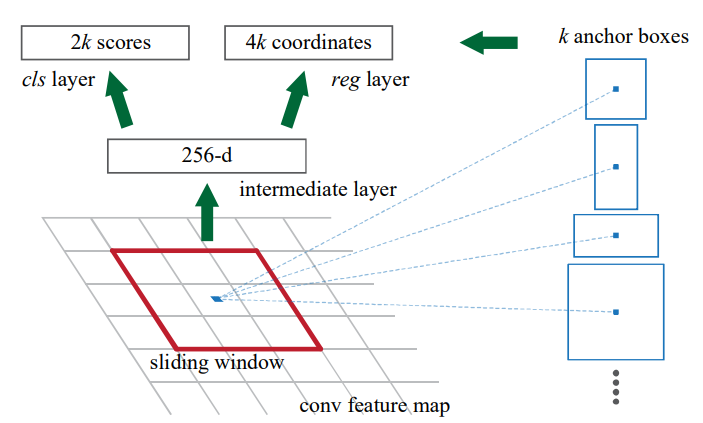 2k scores
4k coordinates
k anchor boxes
cls layer
reg layer
256-d
intermediate layer
sliding window
conv feature map